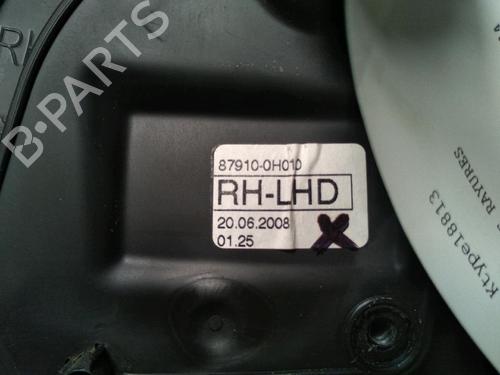 B-PARTS
87910-0H010
RH-LHD
20.06.2008
01.25
RAYURES
Ktype18813